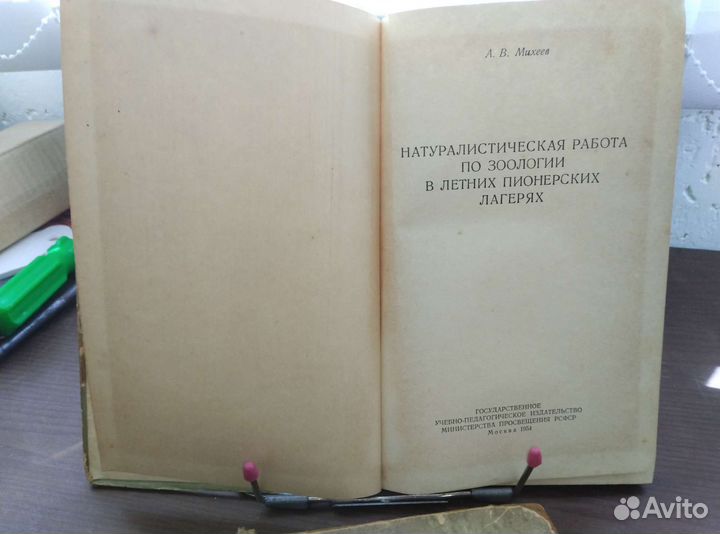 А. В. Михеев
НАТУРАЛИСТИЧЕСКАЯ РАБОТА
ПО ЗООЛОГИИ
В ЛЕТНИХ ПИОНЕРСКИХ
ЛАГЕРЯХ
ГОСУДАРСТВЕННОЕ
УЧЕБНО-ПЕДАГОГИЧЕСКОЕ ИЗДАТЕЛЬСТВО
МИНИСТЕРСТВА ПРОСВЕЩЕНИЯ РСФСР
Москва 1954
Avito